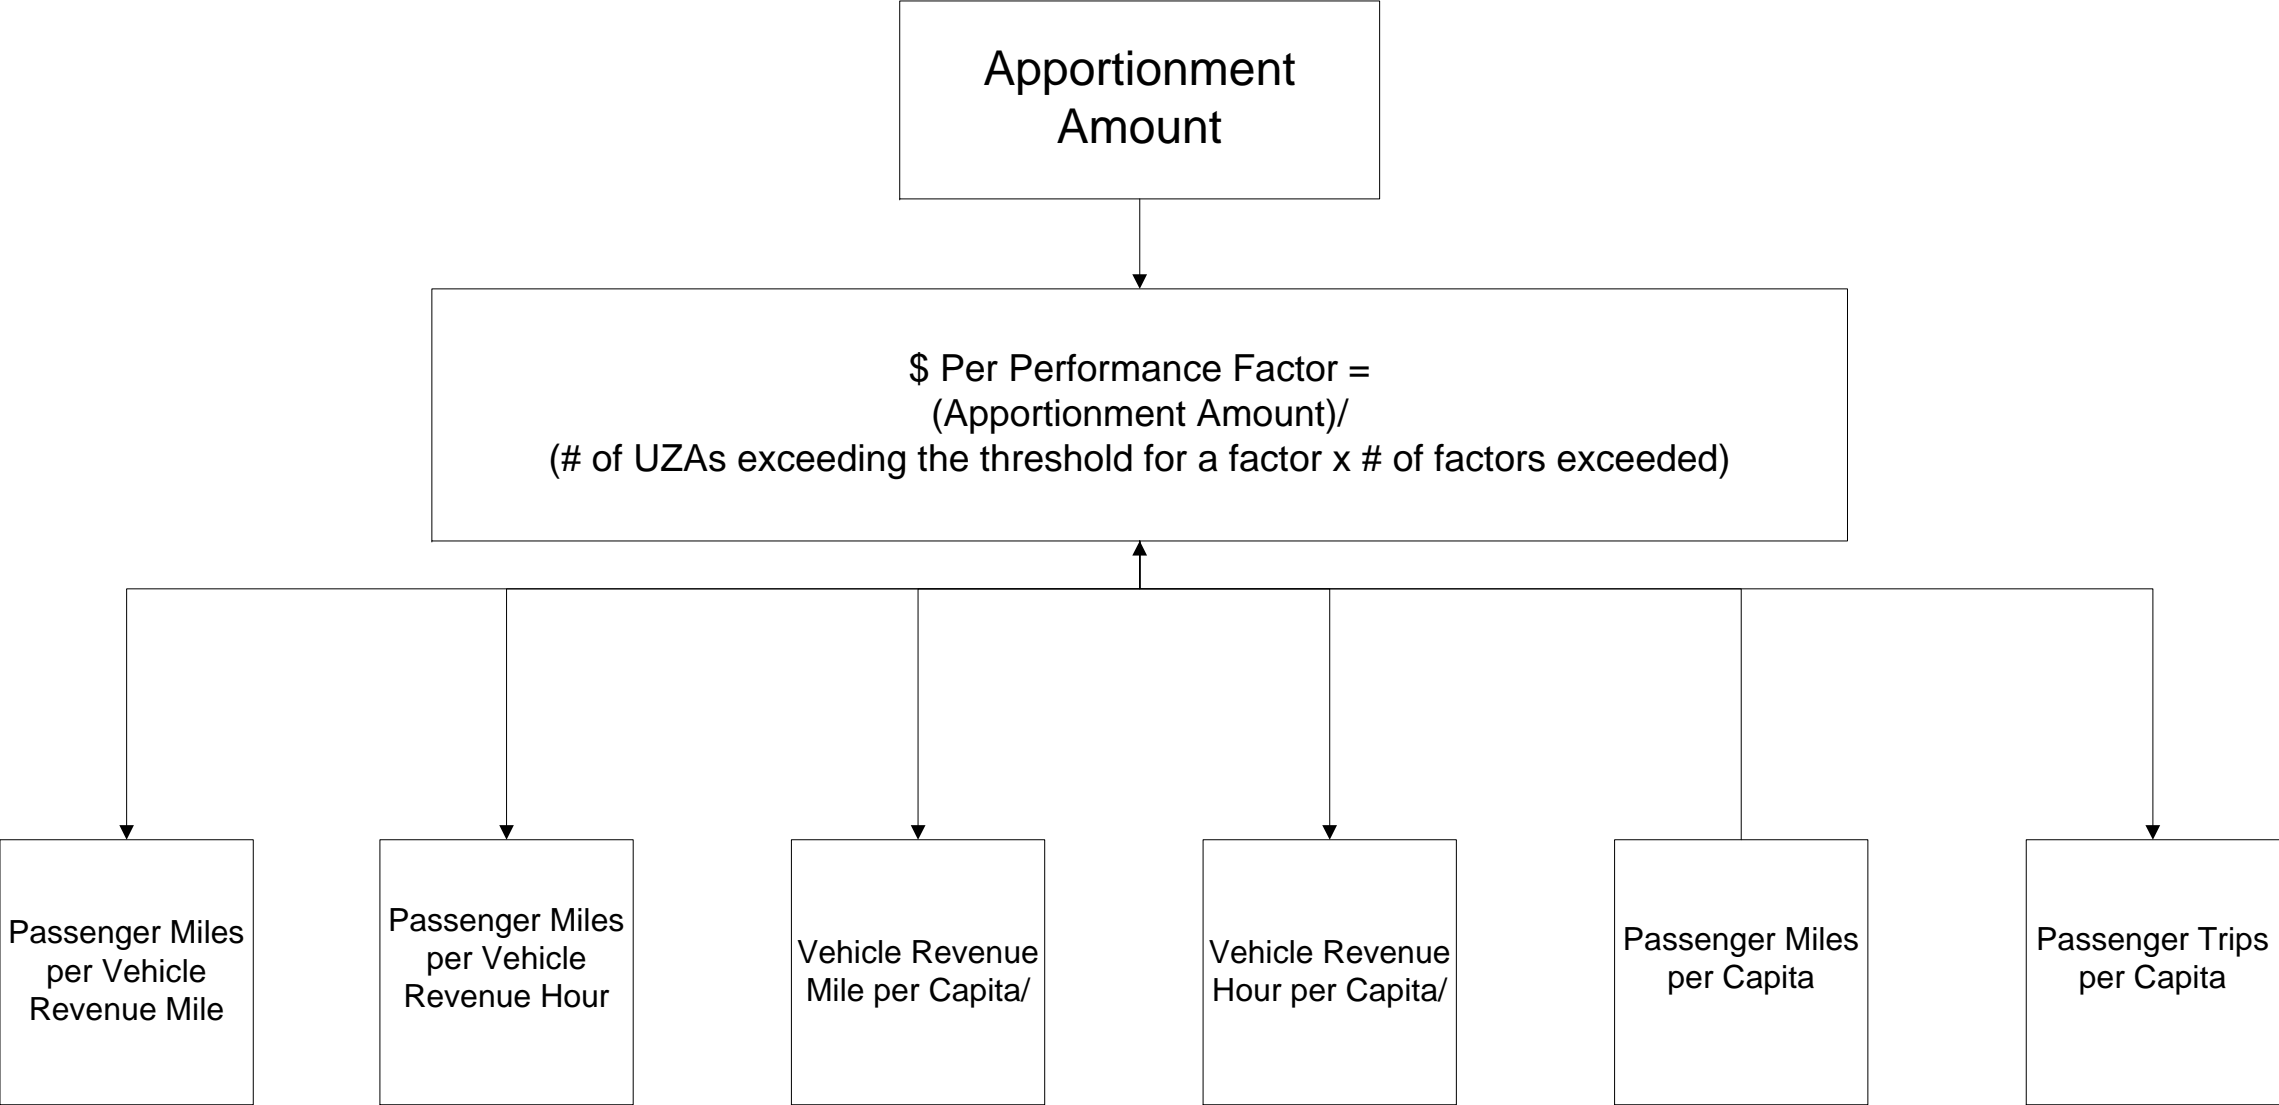 Apportionment
Amount
$ Per Performance Factor =
(Apportionment Amount)/
(# of UZAs exceeding the threshold for a factor x # of factors exceeded)
Passenger Miles
per Vehicle
Revenue Mile
Passenger Miles
per Vehicle
Revenue Hour
Vehicle Revenue
Mile per Capita/
Vehicle Revenue
Hour per Capita/
Passenger Miles
per Capita
Passenger Trips
per Capita